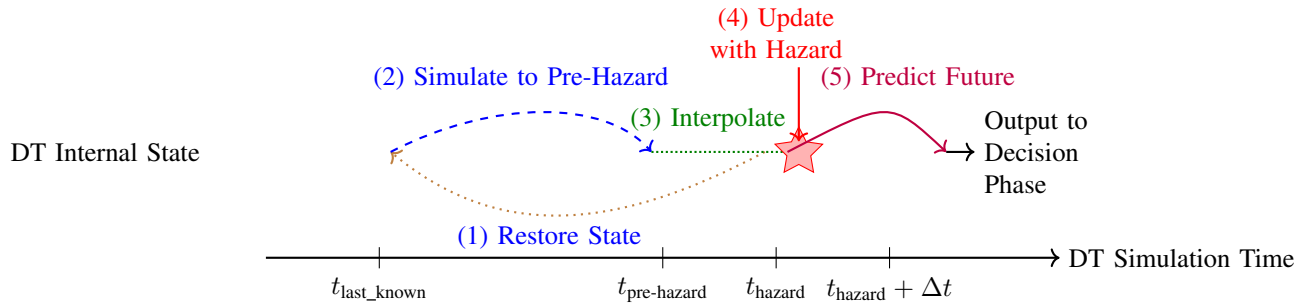 (4) Update
with Hazard
(2) Simulate to Pre-Hazard
(5) Predict Future
(3) Interpolate
DT Internal State
Output to
Decision
Phase
(1) Restore State
DT Simulation Time
t_last_known
t_pre-hazard
t_hazard
t_hazard + Δt